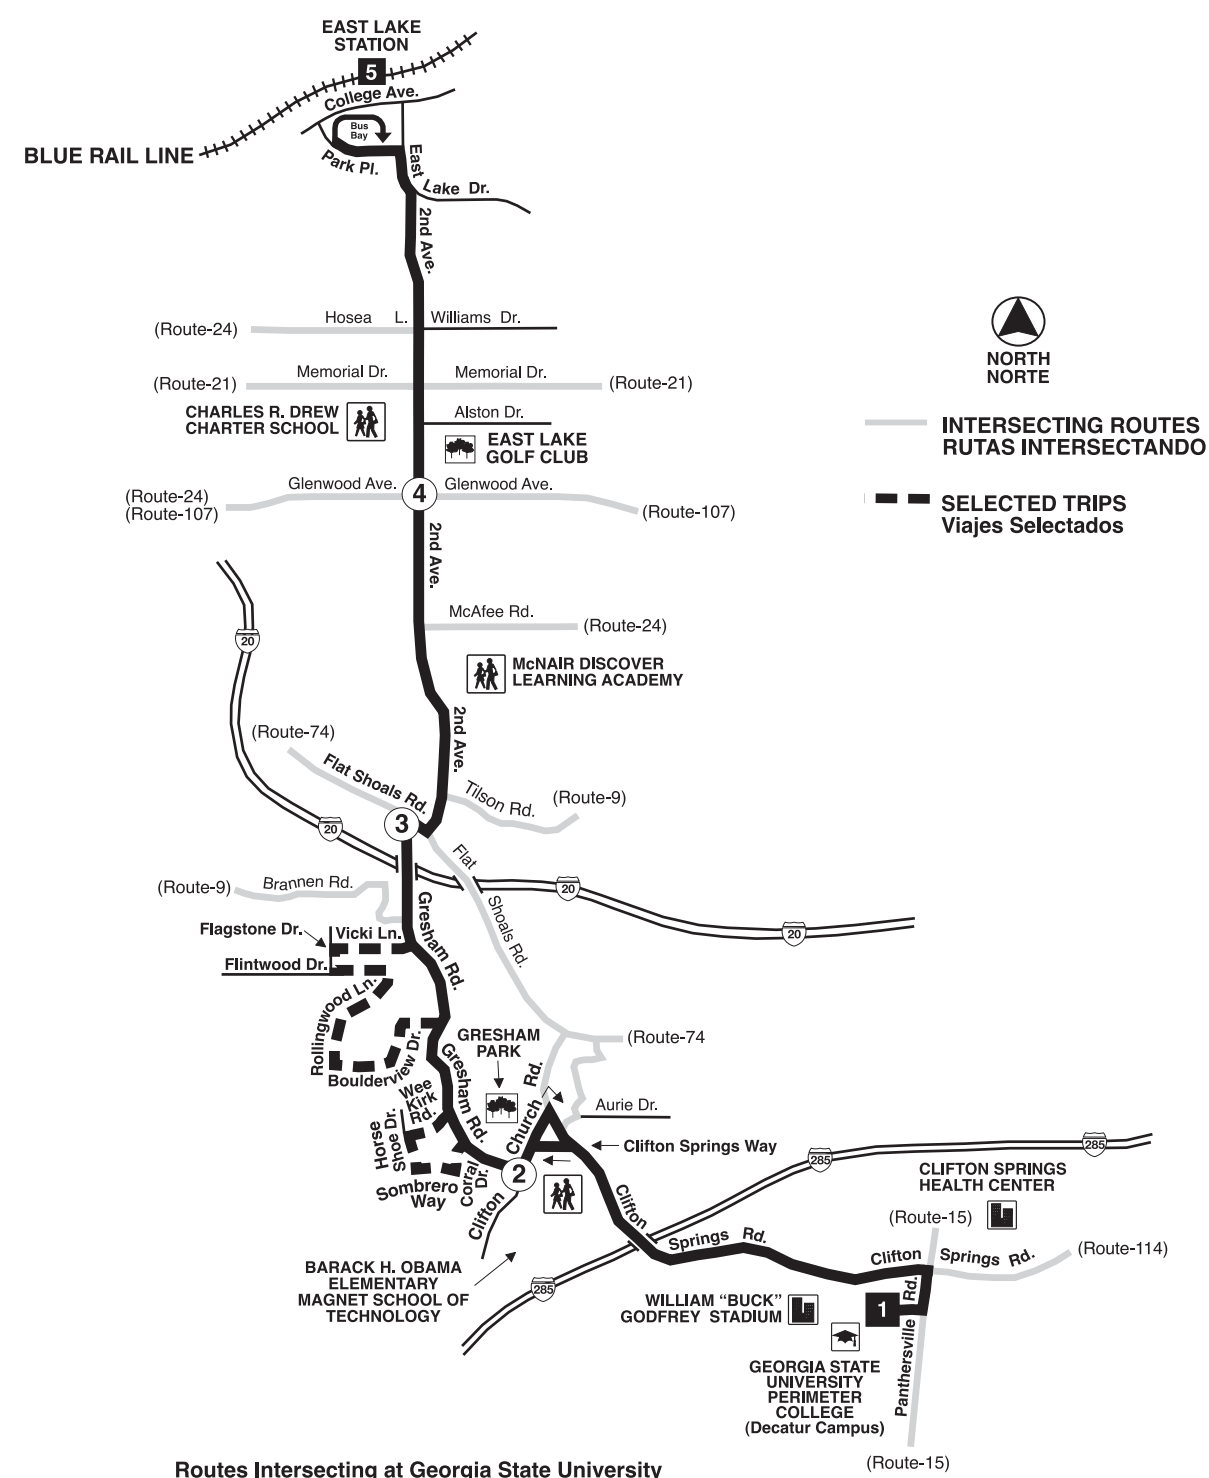 EAST LAKE
STATION
5
College Ave.
Bus
Bay
BLUE RAIL LINE
Park Pl.
East
Lake Dr.
2nd Ave.
Hosea L. Williams Dr.
(Route-24)
NORTH
NORTE
Memorial Dr.
Memorial Dr.
(Route-21)
(Route-21)
CHARLES R. DREW
CHARTER SCHOOL
Alston Dr.
INTERSECTING ROUTES
RUTAS INTERSECTANDO
EAST LAKE
GOLF CLUB
Glenwood Ave.
4
Glenwood Ave.
(Route-24)
(Route-107)
(Route-107)
SELECTED TRIPS
Viajes Selectados
2nd Ave.
McAfee Rd.
(Route-24)
20
McNAIR DISCOVER
LEARNING ACADEMY
(Route-74)
2nd Ave.
Flat Shoals Rd.
Tilson Rd.
(Route-9)
3
20
Flat
Shoals Rd.
20
20
(Route-9)
Brannen Rd.
Gresham Rd.
Flagstone Dr.
Vicki Ln.
Flintwood Dr.
Rollingwood Ln.
Boulderview Dr.
GRESHAM
PARK
(Route-74
Gresham Rd.
Wee
Kirk
Rd.
Church Rd.
Aurie Dr.
Horse
Shoe Dr.
Clifton Springs Way
285
285
Sombrero
Way
Corral
Dr.
2
Clifton
CLIFTON SPRINGS
HEALTH CENTER
Clifton
Springs Rd.
(Route-15)
Clifton Springs Rd.
(Route-114)
BARACK H. OBAMA
ELEMENTARY
MAGNET SCHOOL OF
TECHNOLOGY
285
WILLIAM “BUCK”
GODFREY STADIUM
1
Panthersville Rd.
GEORGIA STATE
UNIVERSITY
PERIMETER
COLLEGE
(Decatur Campus)
(Route-15)
Routes Intersecting at Georgia State University